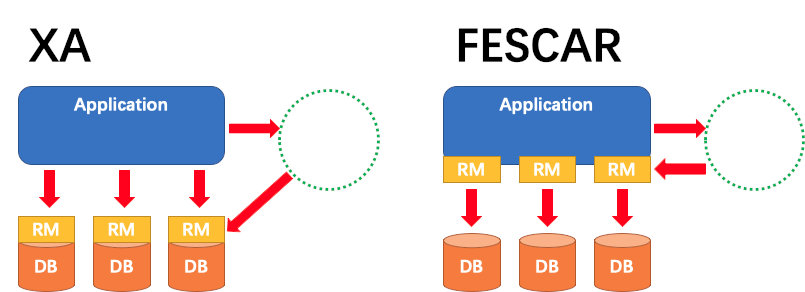 XA
Application
RM
RM
RM
DB
DB
DB
FESCAR
Application
RM
RM
RM
DB
DB
DB